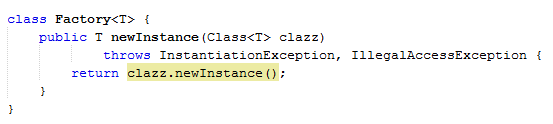 class Factory<T> {
    public T newInstance(Class<T> clazz)
            throws InstantiationException, IllegalAccessException {
        return clazz.newInstance();
    }
}